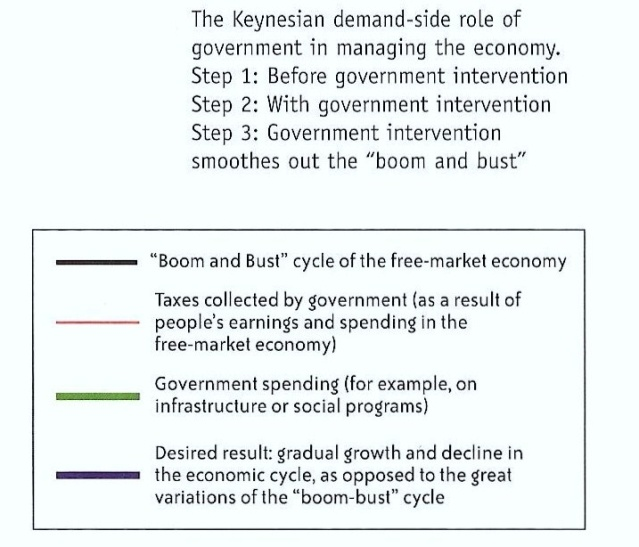 The Keynesian demand-side role of
government in managing the economy.
Step 1: Before government intervention
Step 2: With government intervention
Step 3: Government intervention
smoothes out the “boom and bust”
“Boom and Bust” cycle of the free-market economy
Taxes collected by government (as a result of
people’s earnings and spending in the
free-market economy)
Government spending (for example, on
infrastructure or social programs)
Desired result: gradual growth and decline in
the economic cycle, as opposed to the great
variations of the “boom-bust” cycle